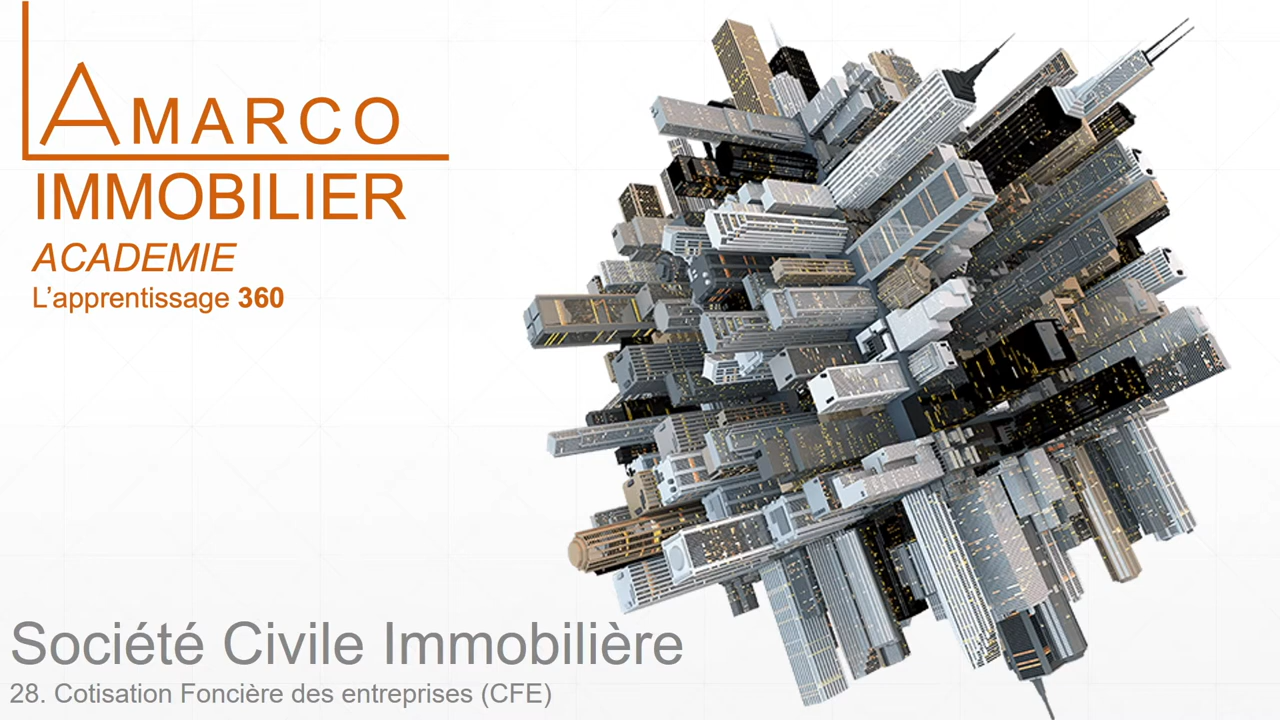 AMARCO
IMMOBILIER
ACADEMIE
L'apprentissage 360
Société Civile Immobilière
28. Cotisation Foncière des entreprises (CFE)